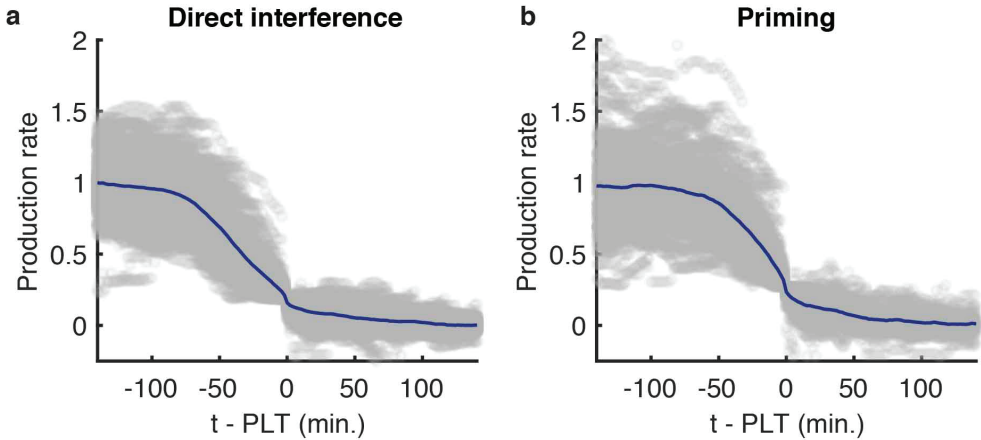 a
Direct interference
Production rate
2
1.5
1
0.5
0
-100
-50
0
50
100
t - PLT (min.)
b
Priming
Production rate
2
1.5
1
0.5
0
-100
-50
0
50
100
t - PLT (min.)